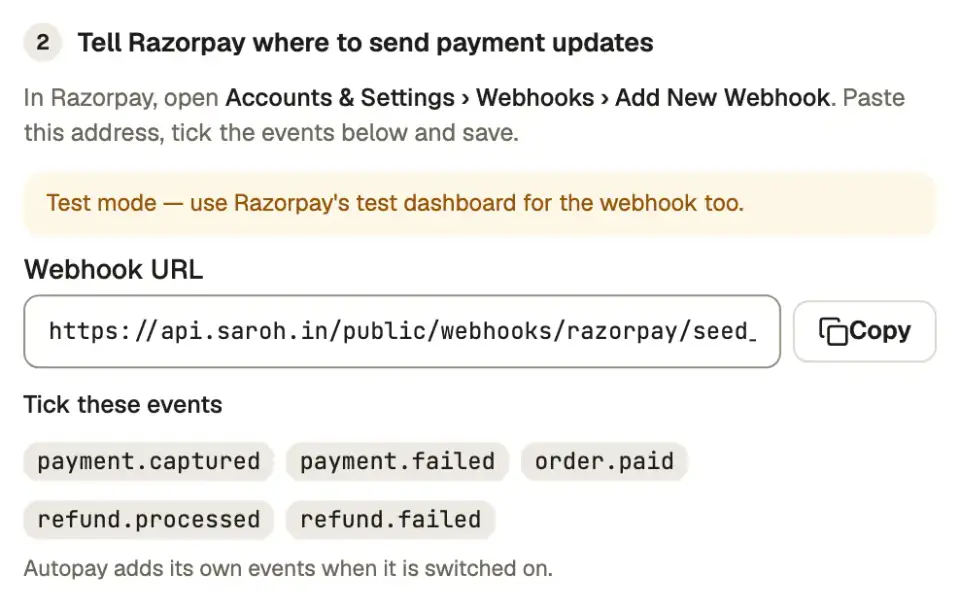 2 Tell Razorpay where to send payment updates
In Razorpay, open Accounts & Settings › Webhooks › Add New Webhook. Paste
this address, tick the events below and save.
Test mode — use Razorpay's test dashboard for the webhook too.
Webhook URL
https://api.saroh.in/public/webhooks/razorpay/seed_ Copy
Tick these events
payment.captured payment.failed order.paid
refund.processed refund.failed
Autopay adds its own events when it is switched on.